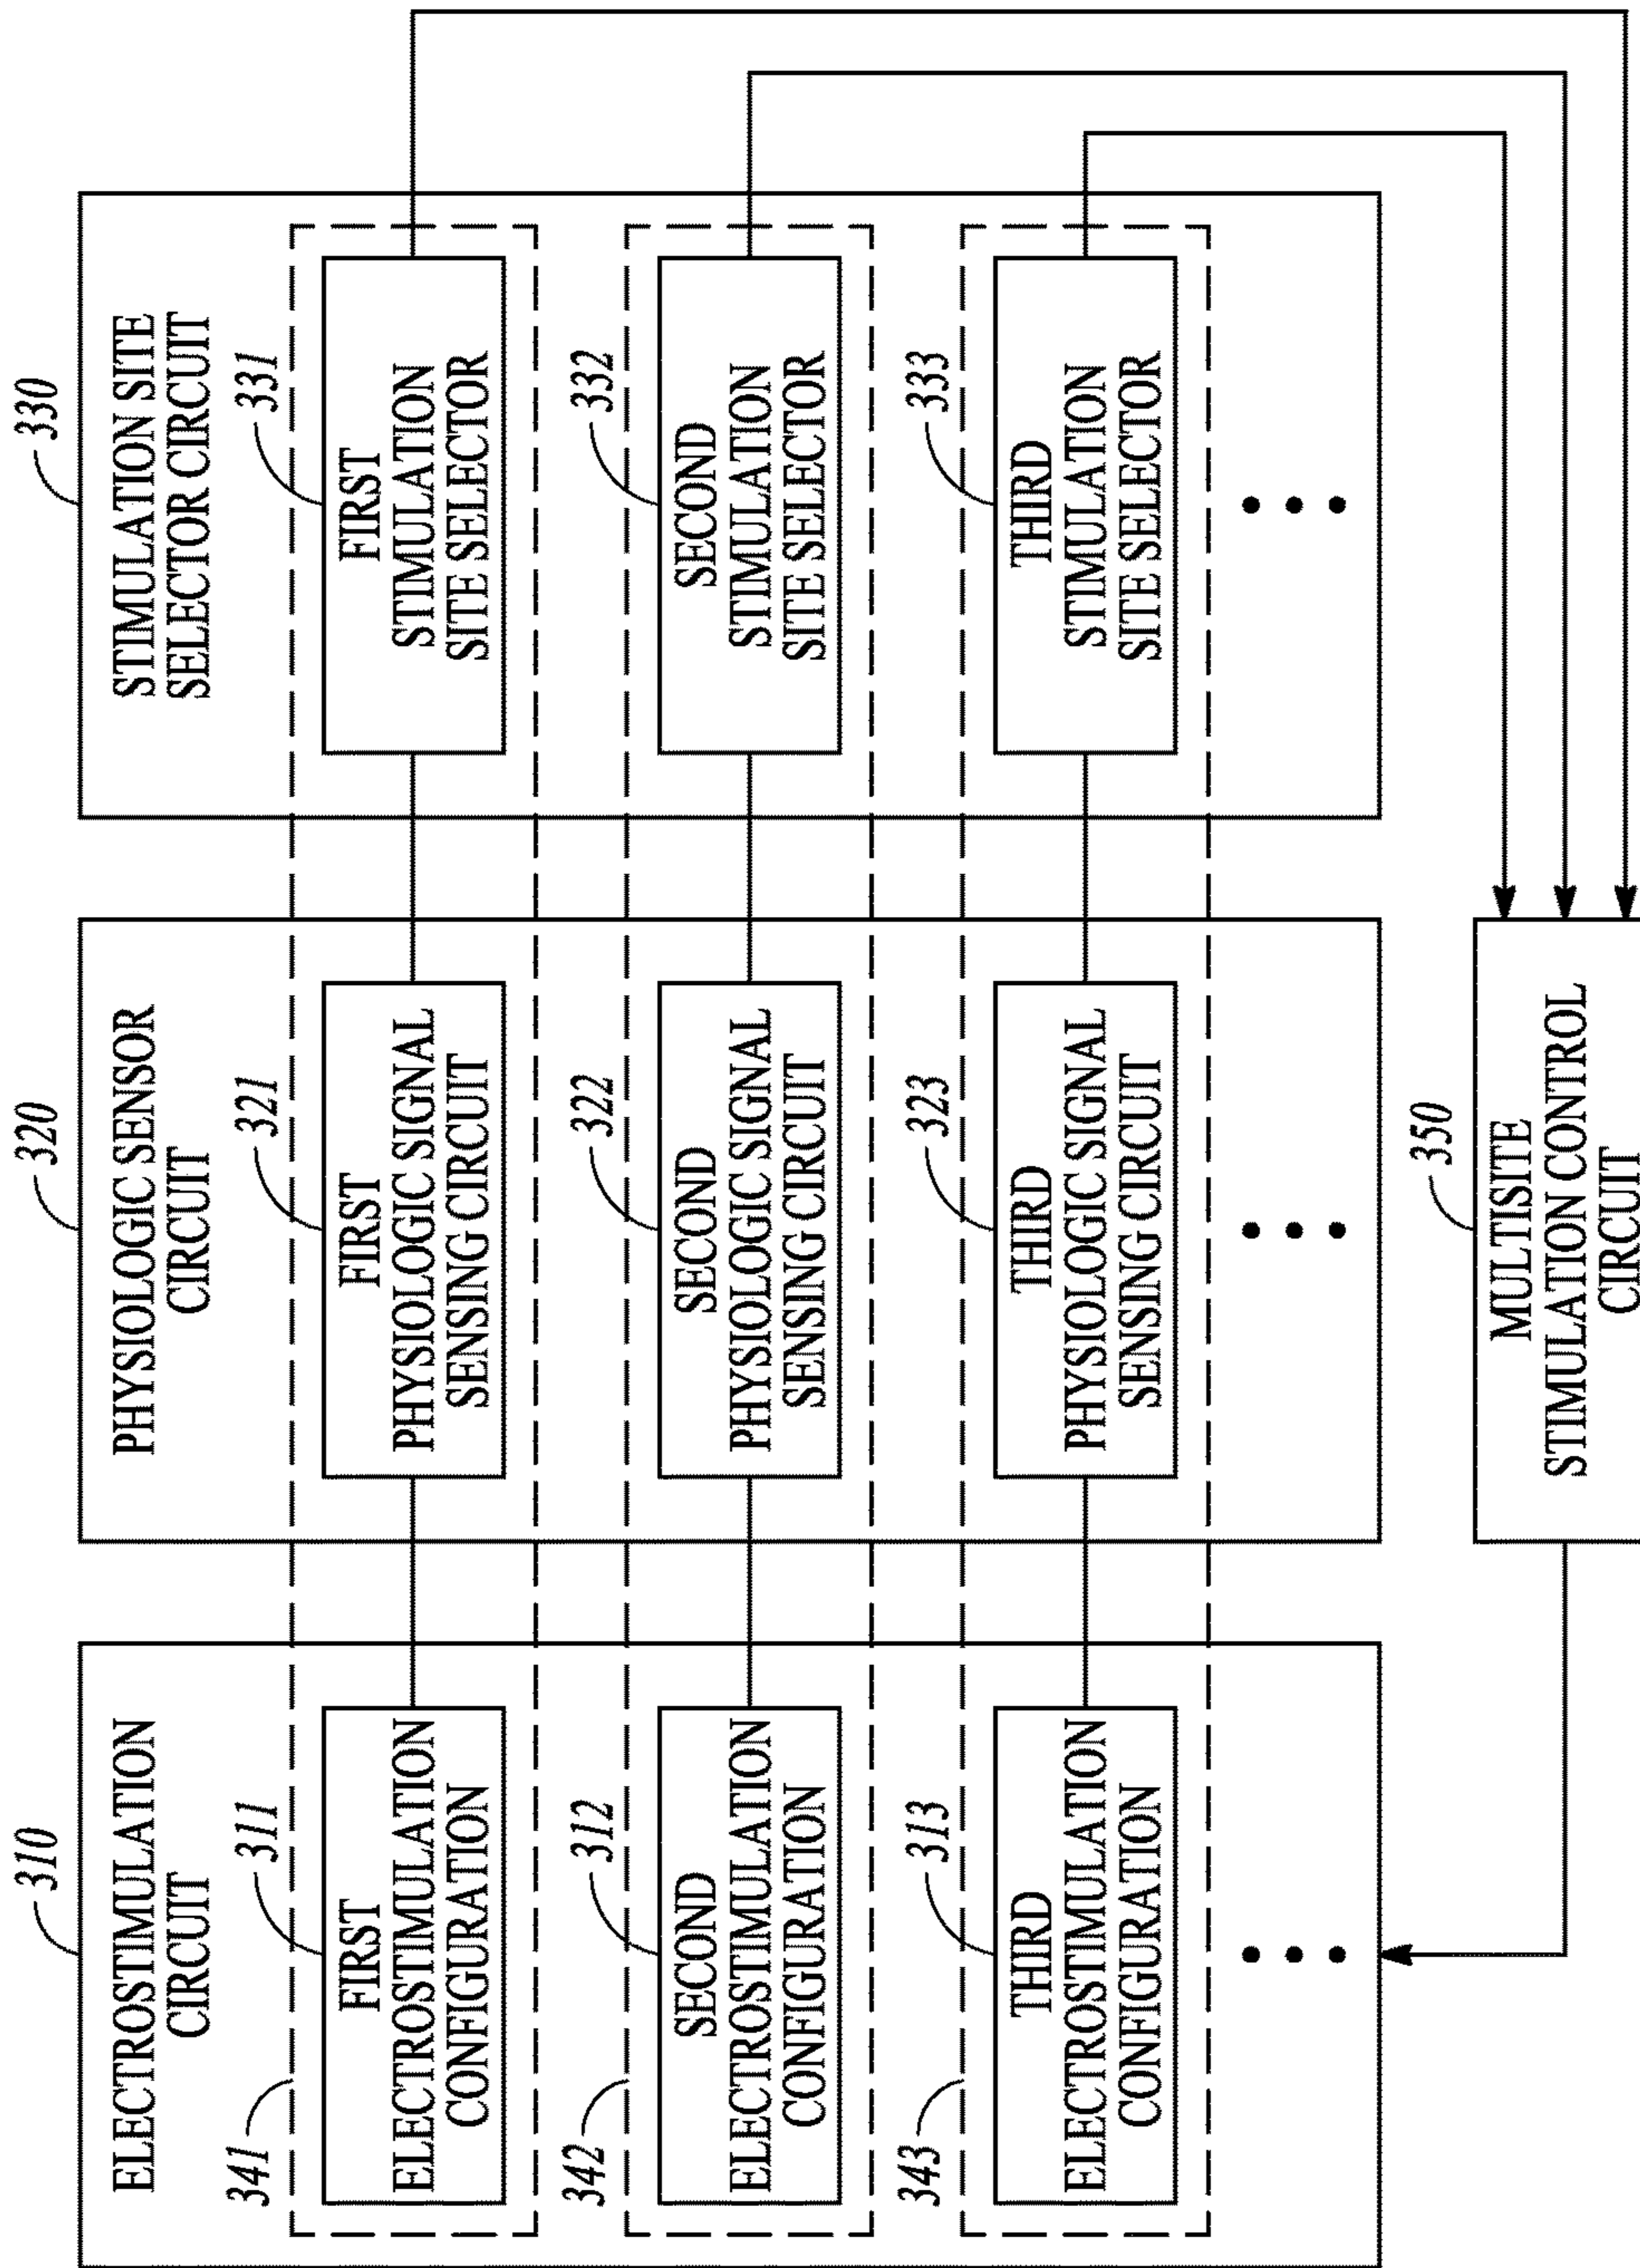 310
ELECTROSTIMULATION
CIRCUIT
341
311
FIRST
ELECTROSTIMULATION
CONFIGURATION
342
312
SECOND
ELECTROSTIMULATION
CONFIGURATION
343
313
THIRD
ELECTROSTIMULATION
CONFIGURATION
320
PHYSIOLOGIC SENSOR
CIRCUIT
321
FIRST
PHYSIOLOGIC SIGNAL
SENSING CIRCUIT
322
SECOND
PHYSIOLOGIC SIGNAL
SENSING CIRCUIT
323
THIRD
PHYSIOLOGIC SIGNAL
SENSING CIRCUIT
330
STIMULATION SITE
SELECTOR CIRCUIT
331
FIRST
STIMULATION
SITE SELECTOR
332
SECOND
STIMULATION
SITE SELECTOR
333
THIRD
STIMULATION
SITE SELECTOR
350
MULTISITE
STIMULATION CONTROL
CIRCUIT